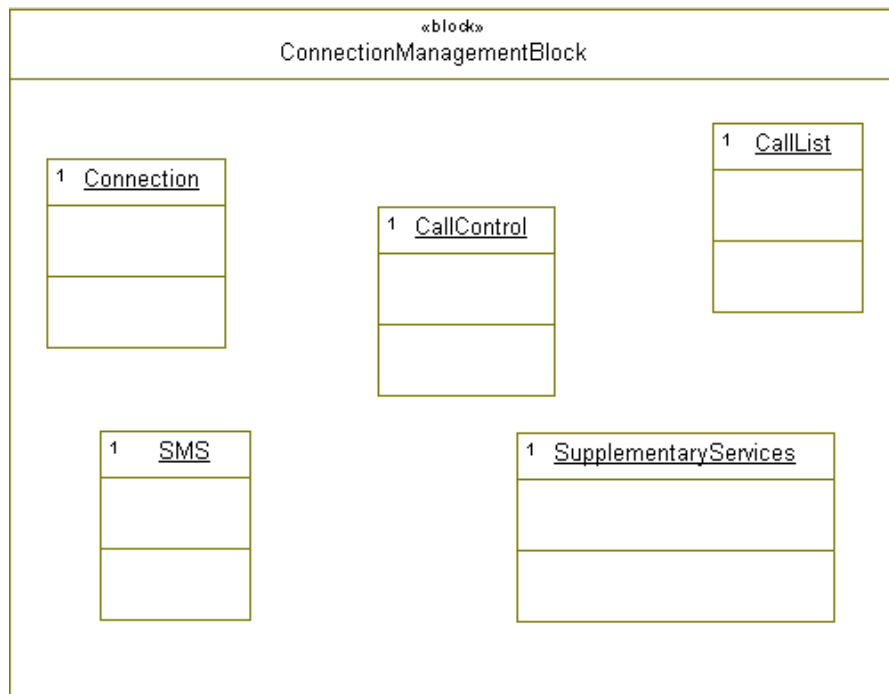 «block»
ConnectionManagementBlock
1 Connection
1 CallControl
1 CallList
1 SMS
1 SupplementaryServices